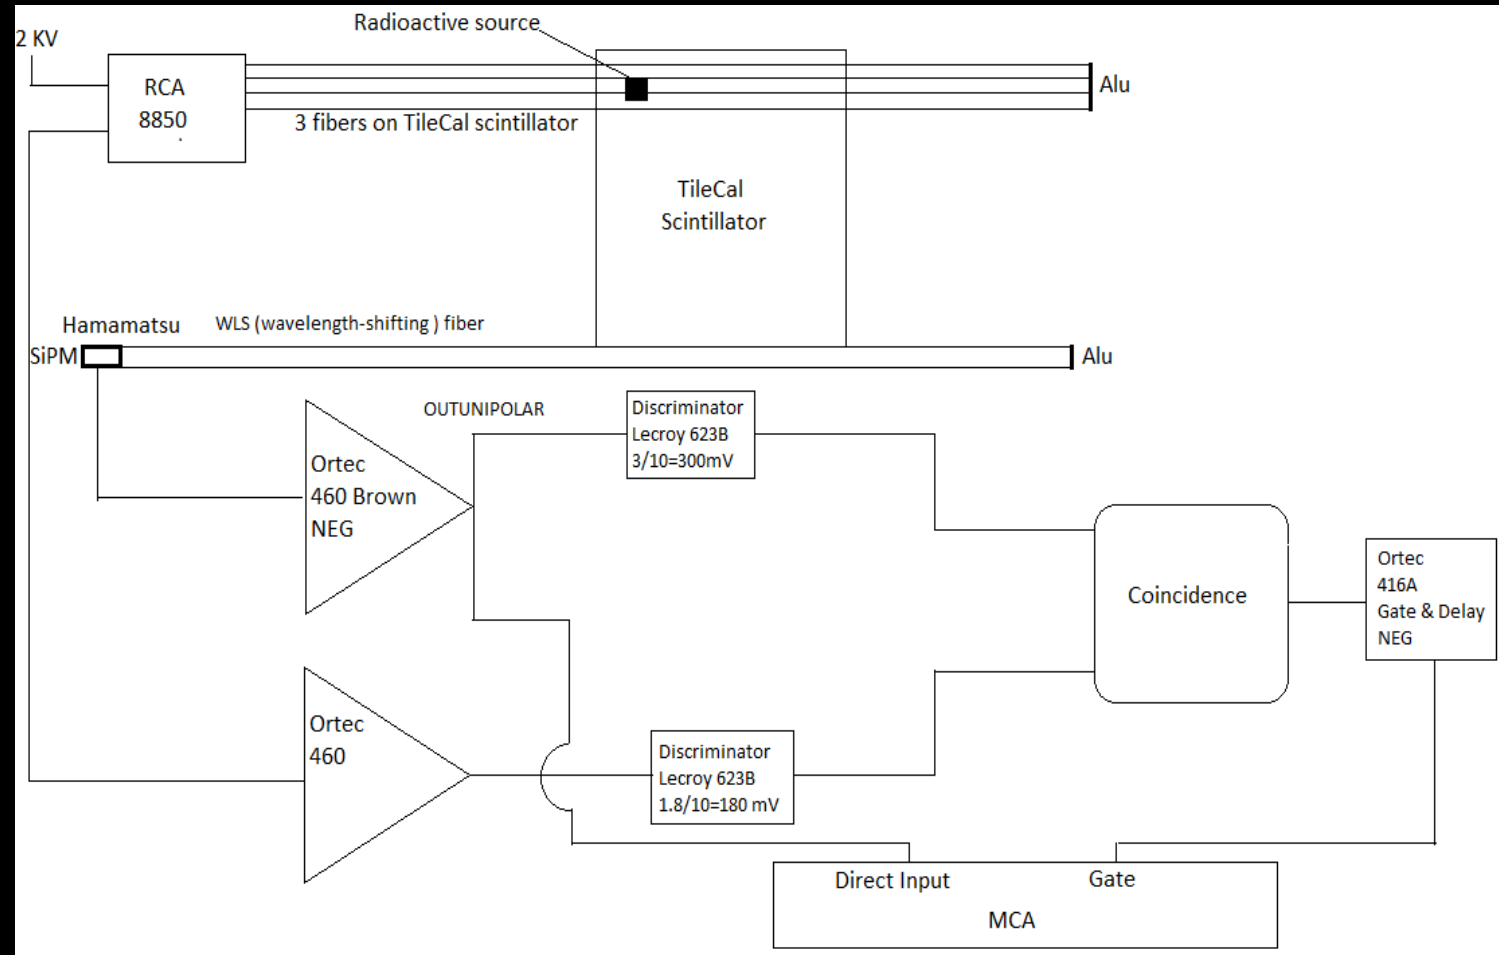 Radioactive source
2 KV
RCA
8850
Alu
3 fibers on TileCal scintillator
TileCal
Scintillator
Hamamatsu
SiPM
WLS (wavelength-shifting ) fiber
Alu
OUTUNIPOLAR
Discriminator
Lecroy 623B
3/10=300mV
Ortec
460 Brown
NEG
Coincidence
Ortec
416A
Gate & Delay
NEG
Ortec
460
Discriminator
Lecroy 623B
1.8/10=180 mV
Direct Input
Gate
MCA